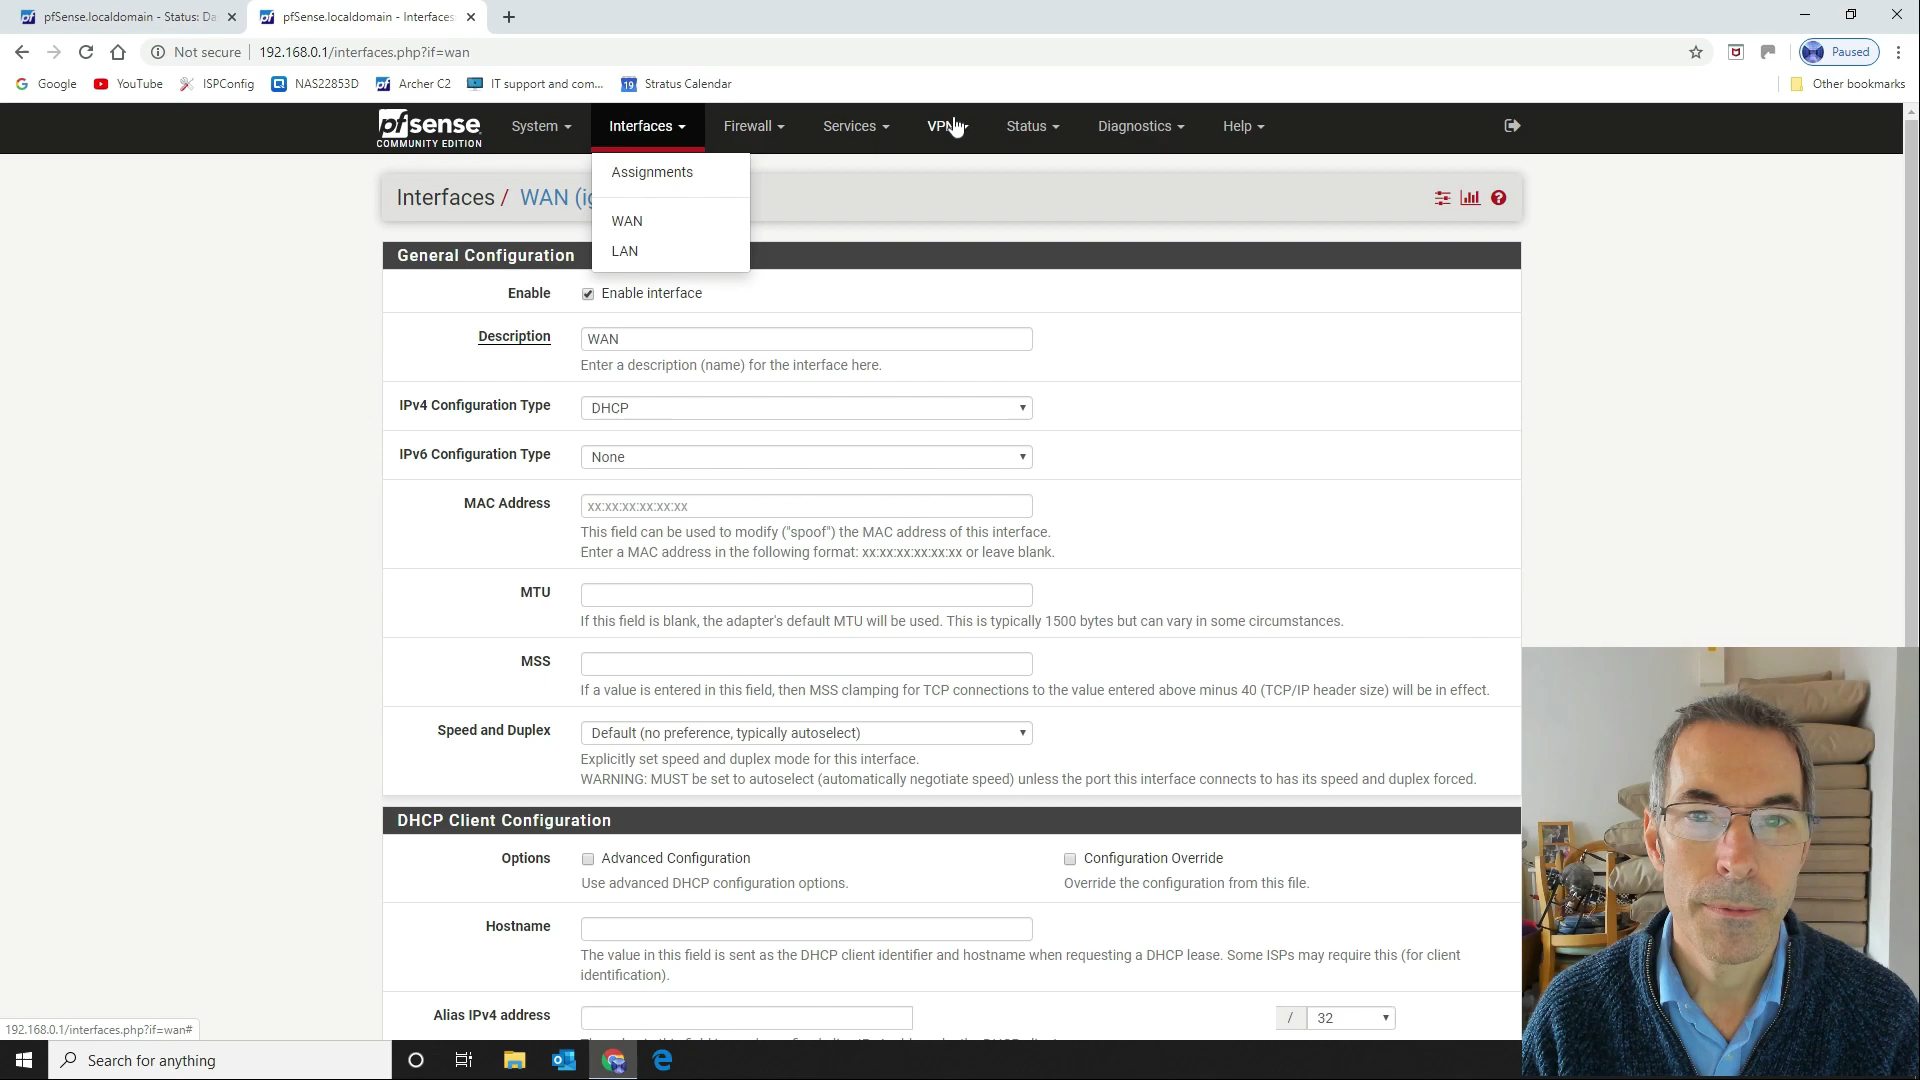 pfSense.localdomain - Status: Da
pfSense.localdomain - Interfaces:
Not secure
192.168.0.1/interfaces.php?if=wan
Paused
Google
YouTube
ISPConfig
NAS22853D
Archer C2
IT support and com...
19
Stratus Calendar
Other bookmarks
pfsense
COMMUNITY EDITION
System
Interfaces
Firewall
Services
VPN
Status
Diagnostics
Help
Assignments
WAN
LAN
Interfaces / WAN (ig
General Configuration
Enable
Enable interface
Description
WAN
Enter a description (name) for the interface here.
IPv4 Configuration Type
DHCP
IPv6 Configuration Type
None
MAC Address
xx:xx:xx:xx:xx:xx
This field can be used to modify ("spoof") the MAC address of this interface.
Enter a MAC address in the following format: xx:xx:xx:xx:xx:xx or leave blank.
MTU
If this field is blank, the adapter's default MTU will be used. This is typically 1500 bytes but can vary in some circumstances.
MSS
If a value is entered in this field, then MSS clamping for TCP connections to the value entered above minus 40 (TCP/IP header size) will be in effect.
Speed and Duplex
Default (no preference, typically autoselect)
Explicitly set speed and duplex mode for this interface.
WARNING: MUST be set to autoselect (automatically negotiate speed) unless the port this interface connects to has its speed and duplex forced.
DHCP Client Configuration
Options
Advanced Configuration
Configuration Override
Use advanced DHCP configuration options.
Override the configuration from this file.
Hostname
The value in this field is sent as the DHCP client identifier and hostname when requesting a DHCP lease. Some ISPs may require this (for client
identification).
Alias IPv4 address
/
32
192.168.0.1/interfaces.php?if=wan#
Search for anything